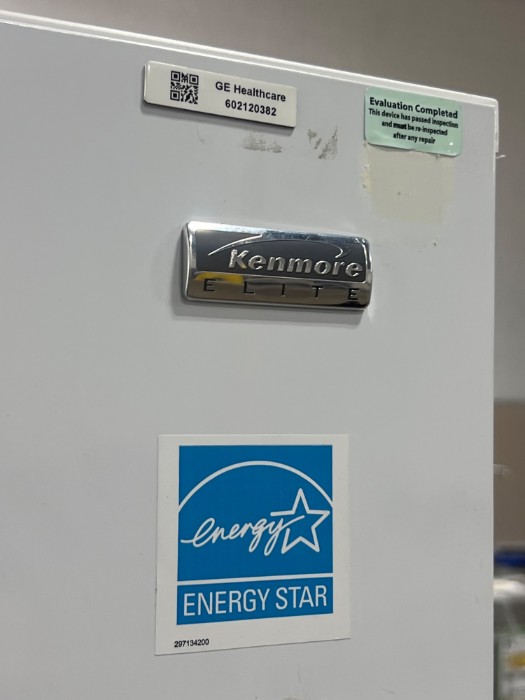 GE Healthcare
602120382
Evaluation Completed
This device has passed inspection
and must be re-inspected
after any repair
Kenmore
ELITE
energy
ENERGY STAR
297134200